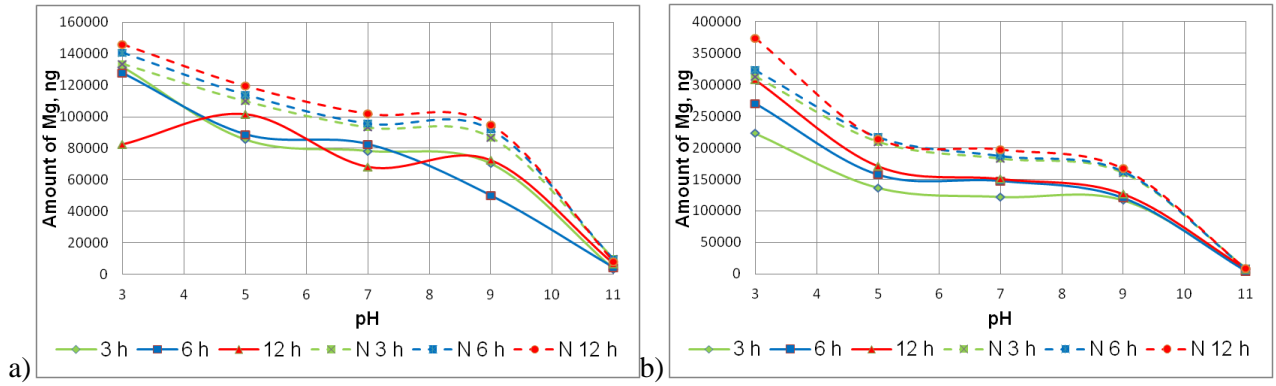 160000
140000
120000
100000
80000
60000
40000
20000
0
Amount of Mg, ng
3 4 5 6 7 8 9 10 11
pH
3 h 6 h 12 h N 3 h N 6 h N 12 h
a)
400000
350000
300000
250000
200000
150000
100000
50000
0
Amount of Mg, ng
3 4 5 6 7 8 9 10 11
pH
3 h 6 h 12 h N 3 h N 6 h N 12 h
b)